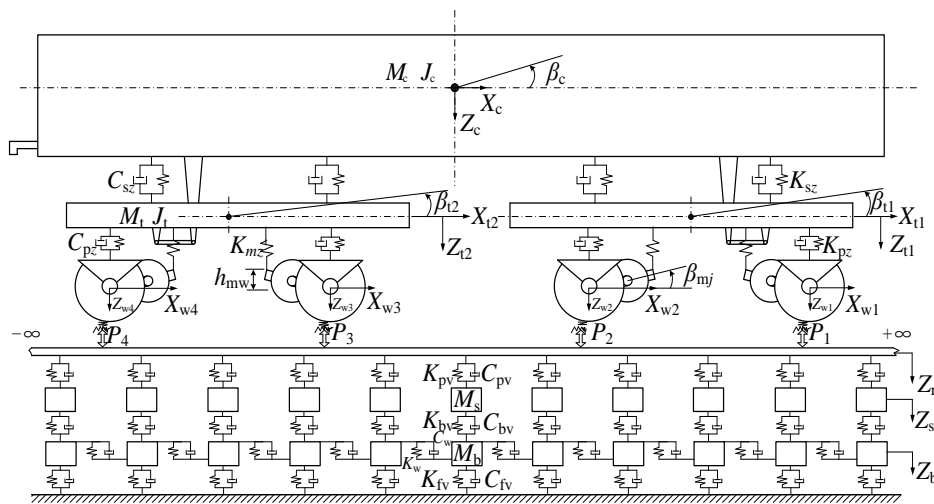 M_c J_c β_c
X_c
Z_c
C_sz K_sz
M_t J_t β_t2 X_t2 β_t1 X_t1
C_pz K_mz Z_t2 K_pz Z_t1
h_mw β_mj
Z_w4 X_w4 Z_w3 X_w3 Z_w2 X_w2 Z_w1 X_w1
−∞ P_4 P_3 P_2 P_1 +∞
K_pv C_pv Z_r
M_s
K_bv C_bv Z_s
C_w
K_w M_b Z_b
K_fv C_fv